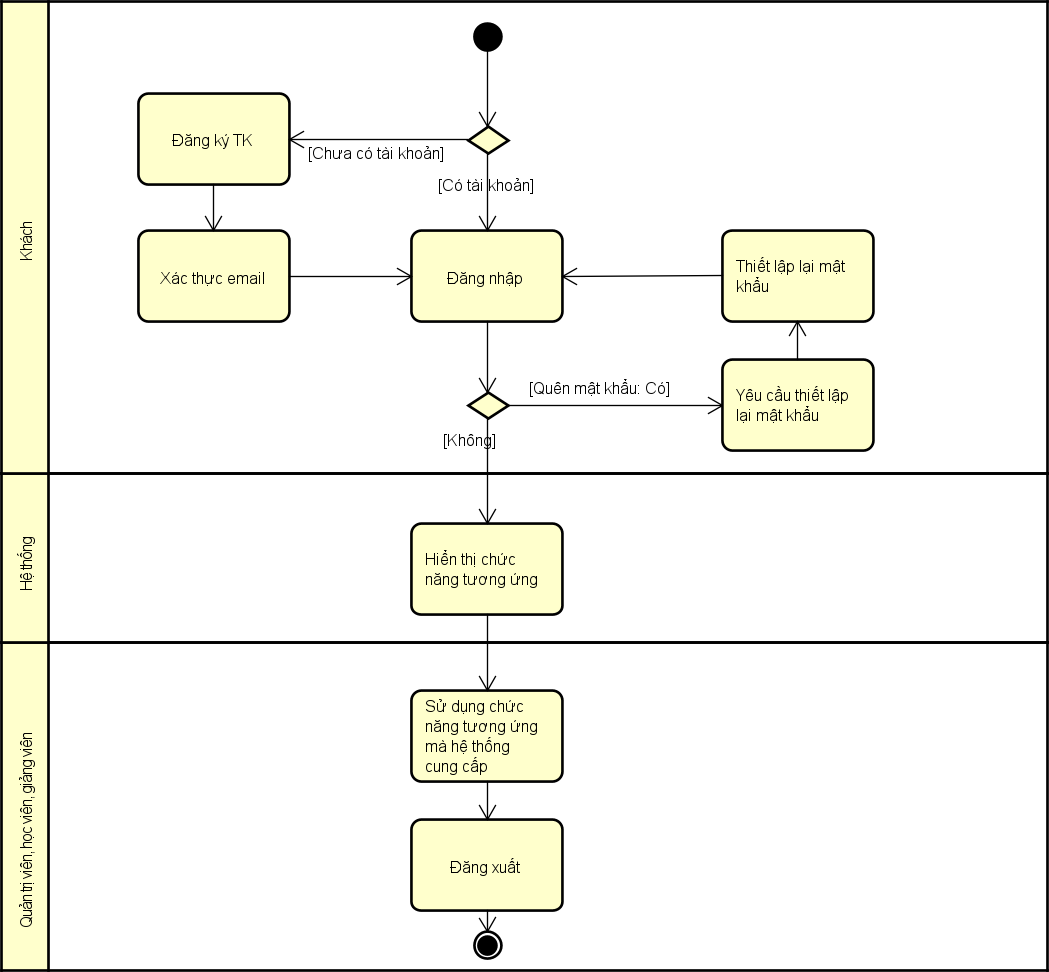 Khách
Đăng ký TK
[Chưa có tài khoản]
[Có tài khoản]
Xác thực email
Đăng nhập
Thiết lập lại mật
khẩu
[Quên mật khẩu: Có]
Yêu cầu thiết lập
lại mật khẩu
[Không]
Hệ thống
Hiển thị chức
năng tương ứng
Quản trị viên, học viên, giảng viên
Sử dụng chức
năng tương ứng
mà hệ thống
cung cấp
Đăng xuất